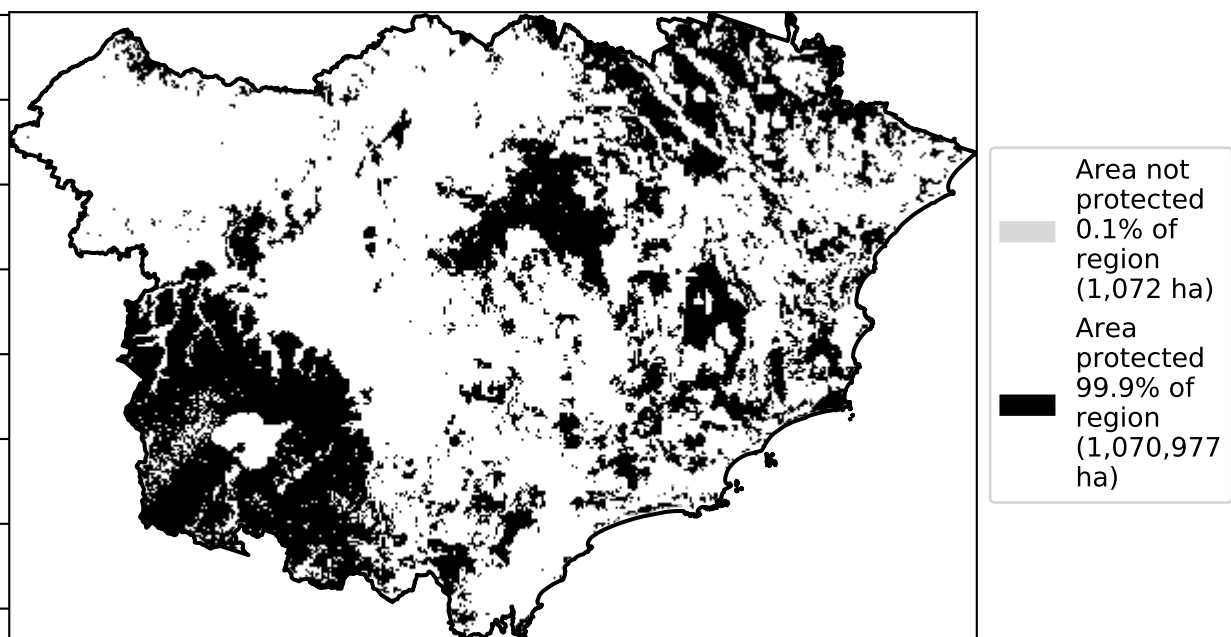 Area not
protected
0.1% of
region
(1,072 ha)
Area
protected
99.9% of
region
(1,070,977
ha)